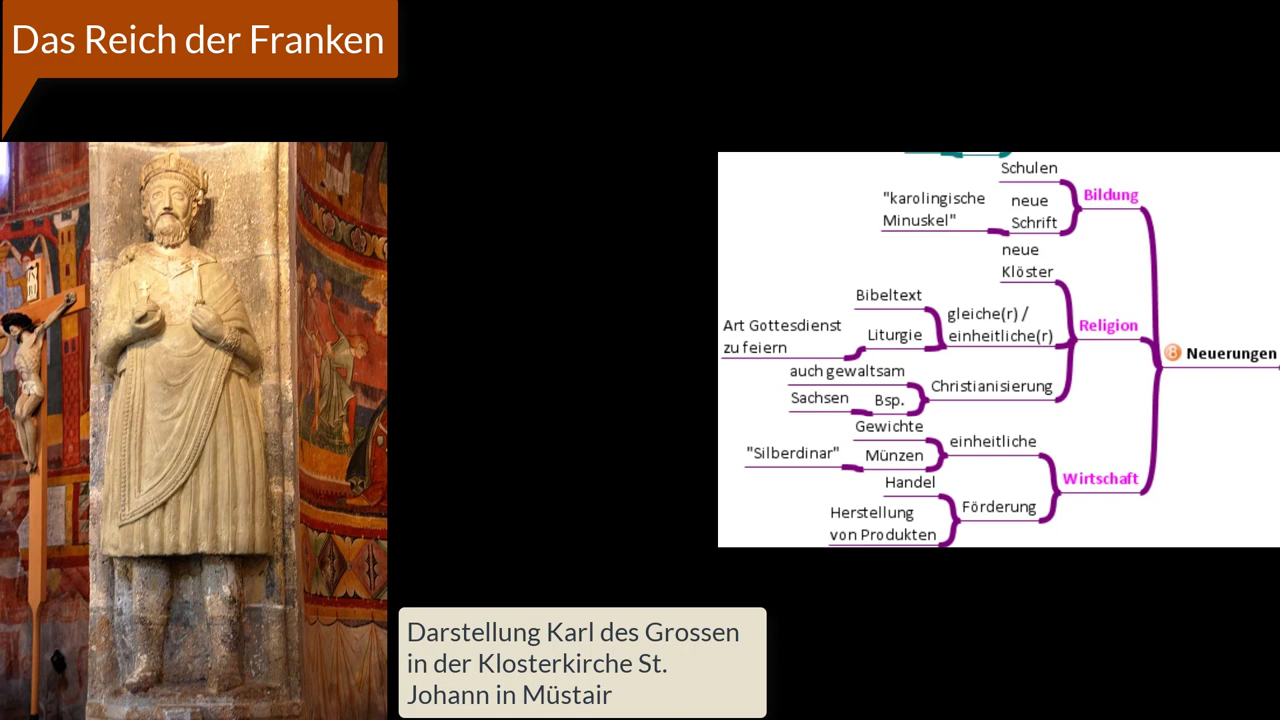 Das Reich der Franken
Schulen
Bildung
"karolingische
Minuskel"
neue
Schrift
neue
Klöster
Bibeltext
gleiche(r) /
einheitliche(r)
Religion
Art Gottesdienst
zu feiern
Liturgie
8 Neuerungen
auch gewaltsam
Christianisierung
Sachsen
Bsp.
Gewichte
einheitliche
"Silberdinar"
Münzen
Wirtschaft
Handel
Förderung
Herstellung
von Produkten
Darstellung Karl des Grossen
in der Klosterkirche St.
Johann in Müstair